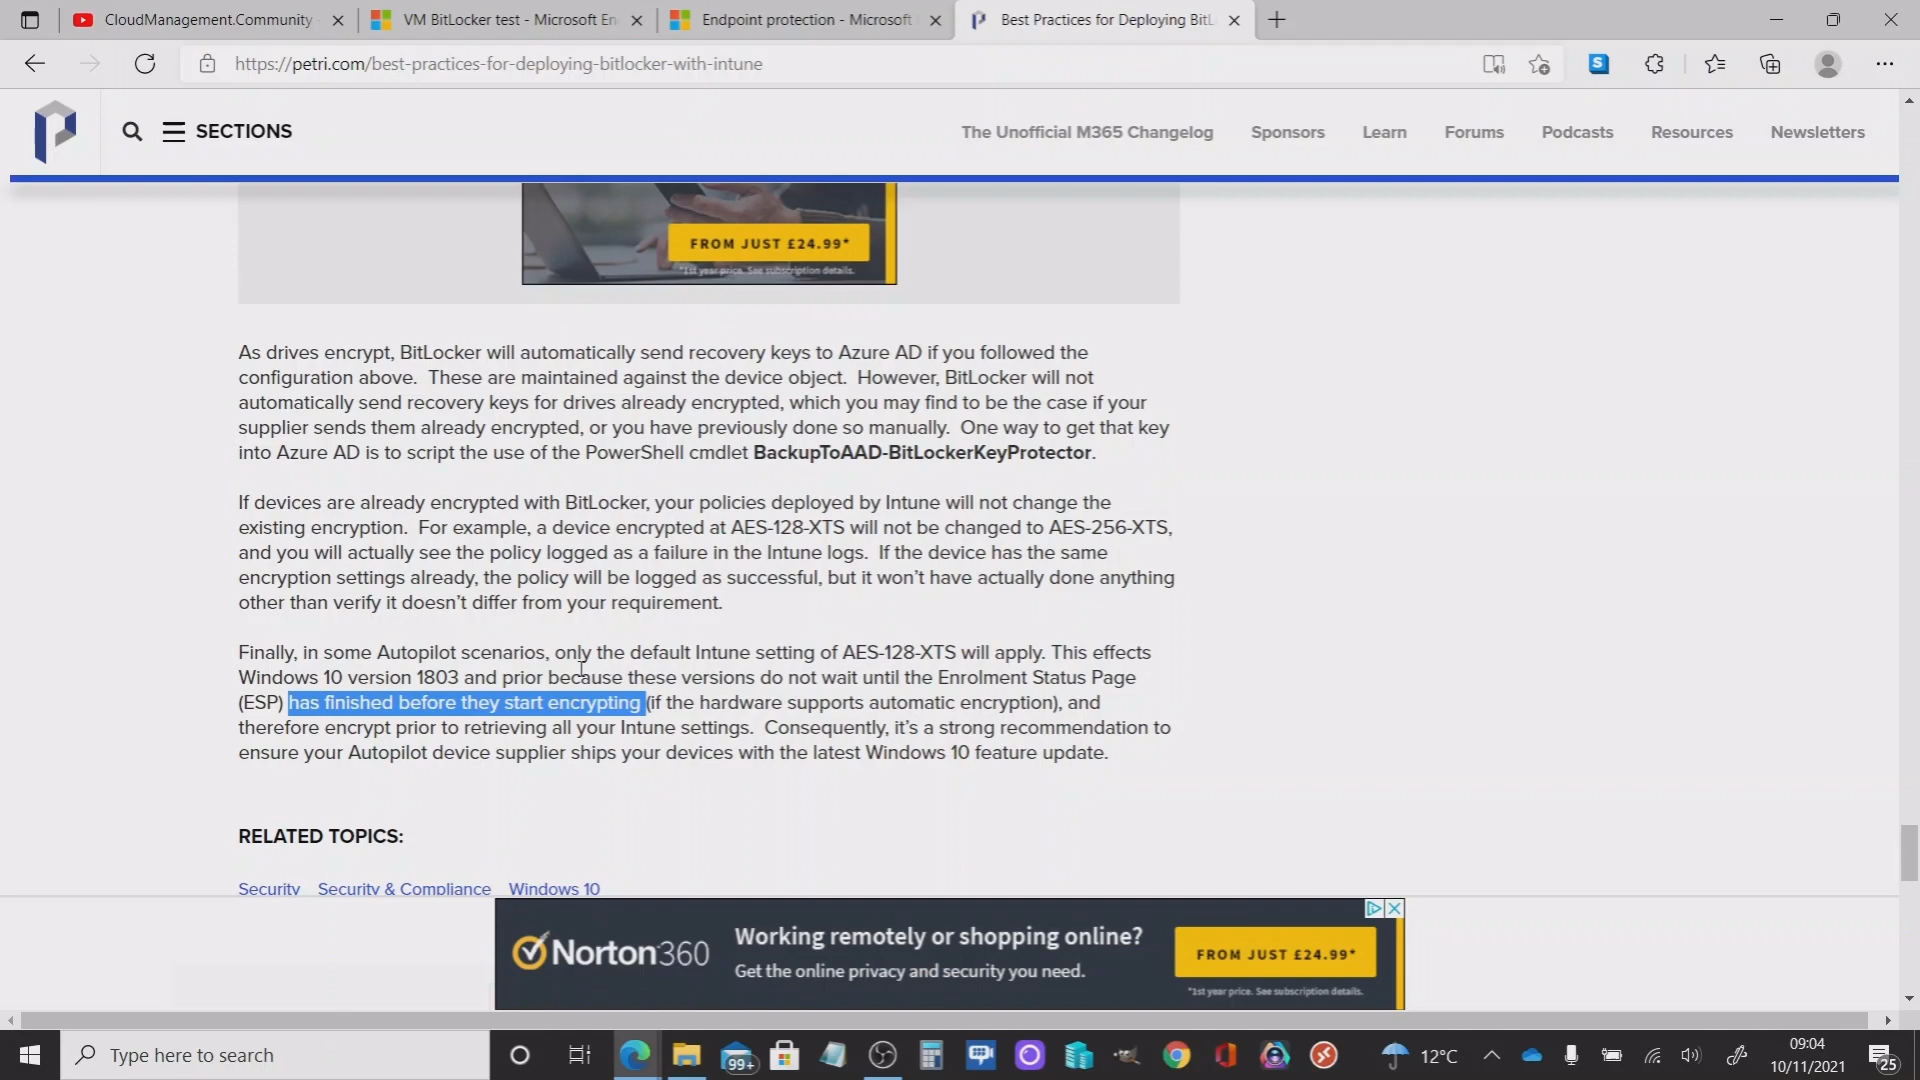 CloudManagement.Community
VM BitLocker test - Microsoft En
Endpoint protection - Microsoft
Best Practices for Deploying BitL
https://petri.com/best-practices-for-deploying-bitlocker-with-intune
SECTIONS
The Unofficial M365 Changelog
Sponsors
Learn
Forums
Podcasts
Resources
Newsletters
FROM JUST £24.99*
*1st year price. See subscription details.
As drives encrypt, BitLocker will automatically send recovery keys to Azure AD if you followed the
configuration above. These are maintained against the device object. However, BitLocker will not
automatically send recovery keys for drives already encrypted, which you may find to be the case if your
supplier sends them already encrypted, or you have previously done so manually. One way to get that key
into Azure AD is to script the use of the PowerShell cmdlet BackupToAAD-BitLockerKeyProtector.
If devices are already encrypted with BitLocker, your policies deployed by Intune will not change the
existing encryption. For example, a device encrypted at AES-128-XTS will not be changed to AES-256-XTS,
and you will actually see the policy logged as a failure in the Intune logs. If the device has the same
encryption settings already, the policy will be logged as successful, but it won't have actually done anything
other than verify it doesn't differ from your requirement.
Finally, in some Autopilot scenarios, only the default Intune setting of AES-128-XTS will apply. This effects
Windows 10 version 1803 and prior because these versions do not wait until the Enrolment Status Page
(ESP) has finished before they start encrypting (if the hardware supports automatic encryption), and
therefore encrypt prior to retrieving all your Intune settings. Consequently, it's a strong recommendation to
ensure your Autopilot device supplier ships your devices with the latest Windows 10 feature update.
RELATED TOPICS:
Security Security & Compliance Windows 10
Norton360
Working remotely or shopping online?
Get the online privacy and security you need.
FROM JUST £24.99*
*1st year price. See subscription details.
Type here to search
99+
12°C
09:04
10/11/2021
25